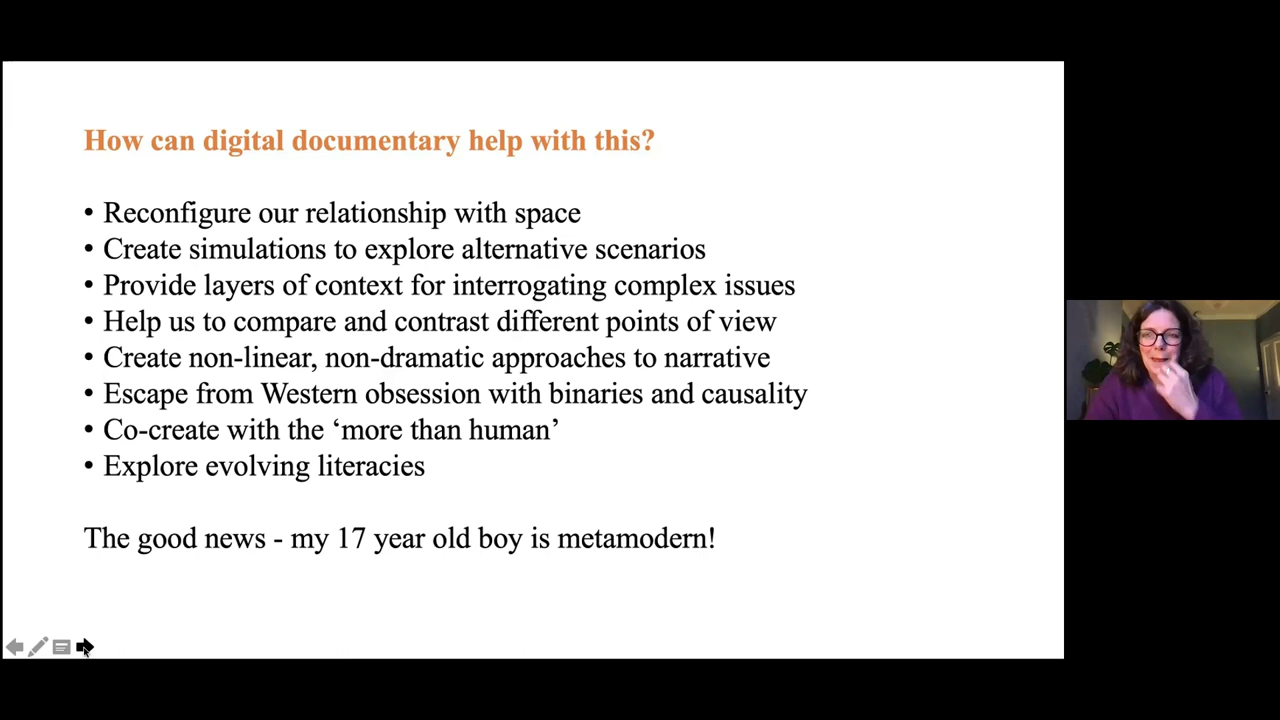 How can digital documentary help with this?
• Reconfigure our relationship with space
• Create simulations to explore alternative scenarios
• Provide layers of context for interrogating complex issues
• Help us to compare and contrast different points of view
• Create non-linear, non-dramatic approaches to narrative
• Escape from Western obsession with binaries and causality
• Co-create with the ‘more than human’
• Explore evolving literacies
The good news - my 17 year old boy is metamodern!